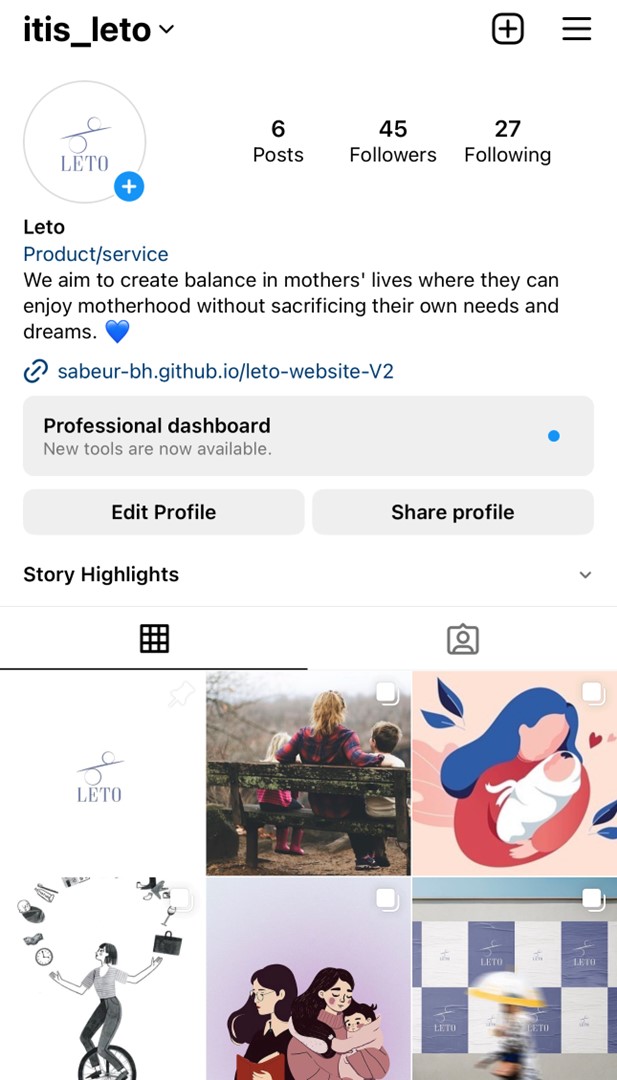 itis_leto
LETO
6
Posts
45
Followers
27
Following
Leto
Product/service
We aim to create balance in mothers' lives where they can
enjoy motherhood without sacrificing their own needs and
dreams. 💙
sabeur-bh.github.io/leto-website-V2
Professional dashboard
New tools are now available.
Edit Profile
Share profile
Story Highlights
LETO
LETO
LETO
LETO
LETO